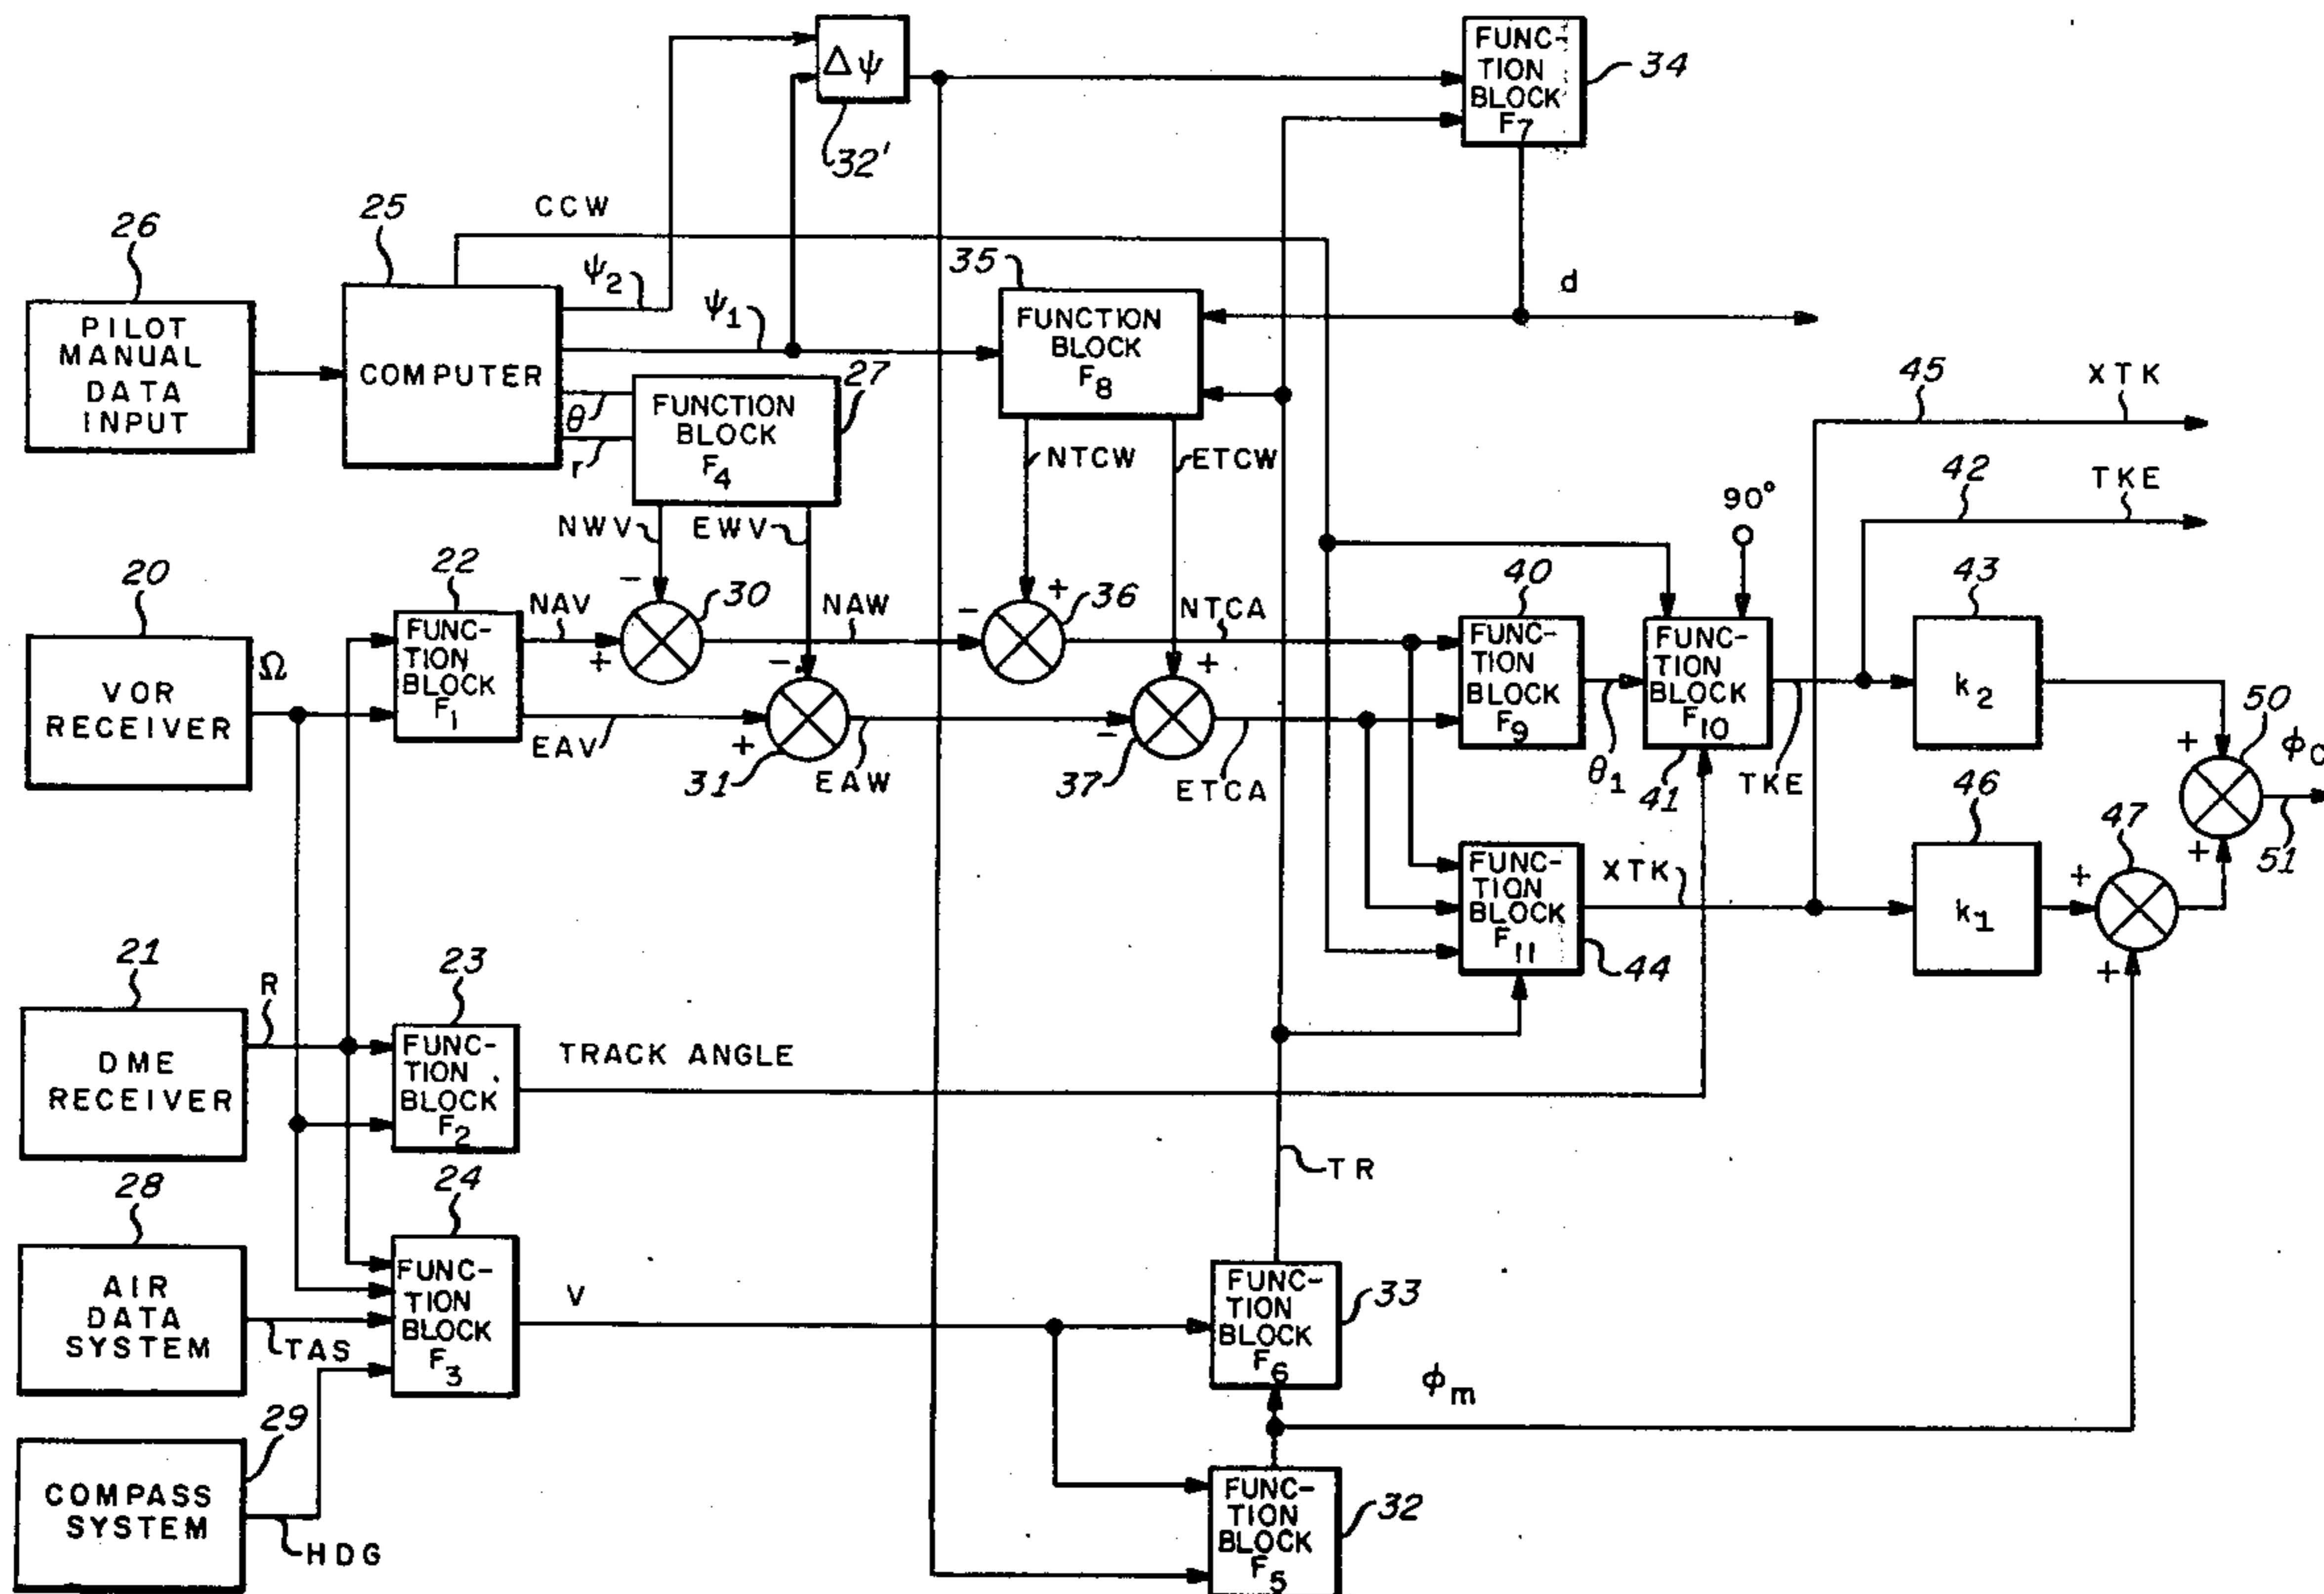 Δψ
32'
FUNC-
TION
BLOCK
F7
34
26
PILOT
MANUAL
DATA
INPUT
25
COMPUTER
CCW
ψ2
ψ1
θ
r
35
FUNCTION
BLOCK
F8
d
27
FUNCTION
BLOCK
F4
NTCW
ETCW
45
XTK
42
TKE
NWV
EWV
90°
20
VOR
RECEIVER
Ω
22
FUNC-
TION
BLOCK
F1
NAV
EAV
-
+
30
NAW
-
+
31
EAW
-
+
36
NTCA
+
-
37
ETCA
40
FUNC-
TION
BLOCK
F9
θ1
FUNC-
TION
BLOCK
F10
41
TKE
43
k2
50
+
+
ϕc
51
46
k1
47
+
+
FUNC-
TION
BLOCK
F11
44
XTK
21
DME
RECEIVER
R
23
FUNC-
TION
BLOCK
F2
TRACK ANGLE
TR
28
AIR
DATA
SYSTEM
TAS
24
FUNC-
TION
BLOCK
F3
V
FUNC-
TION
BLOCK
F6
33
ϕm
29
COMPASS
SYSTEM
HDG
FUNC-
TION
BLOCK
F5
32